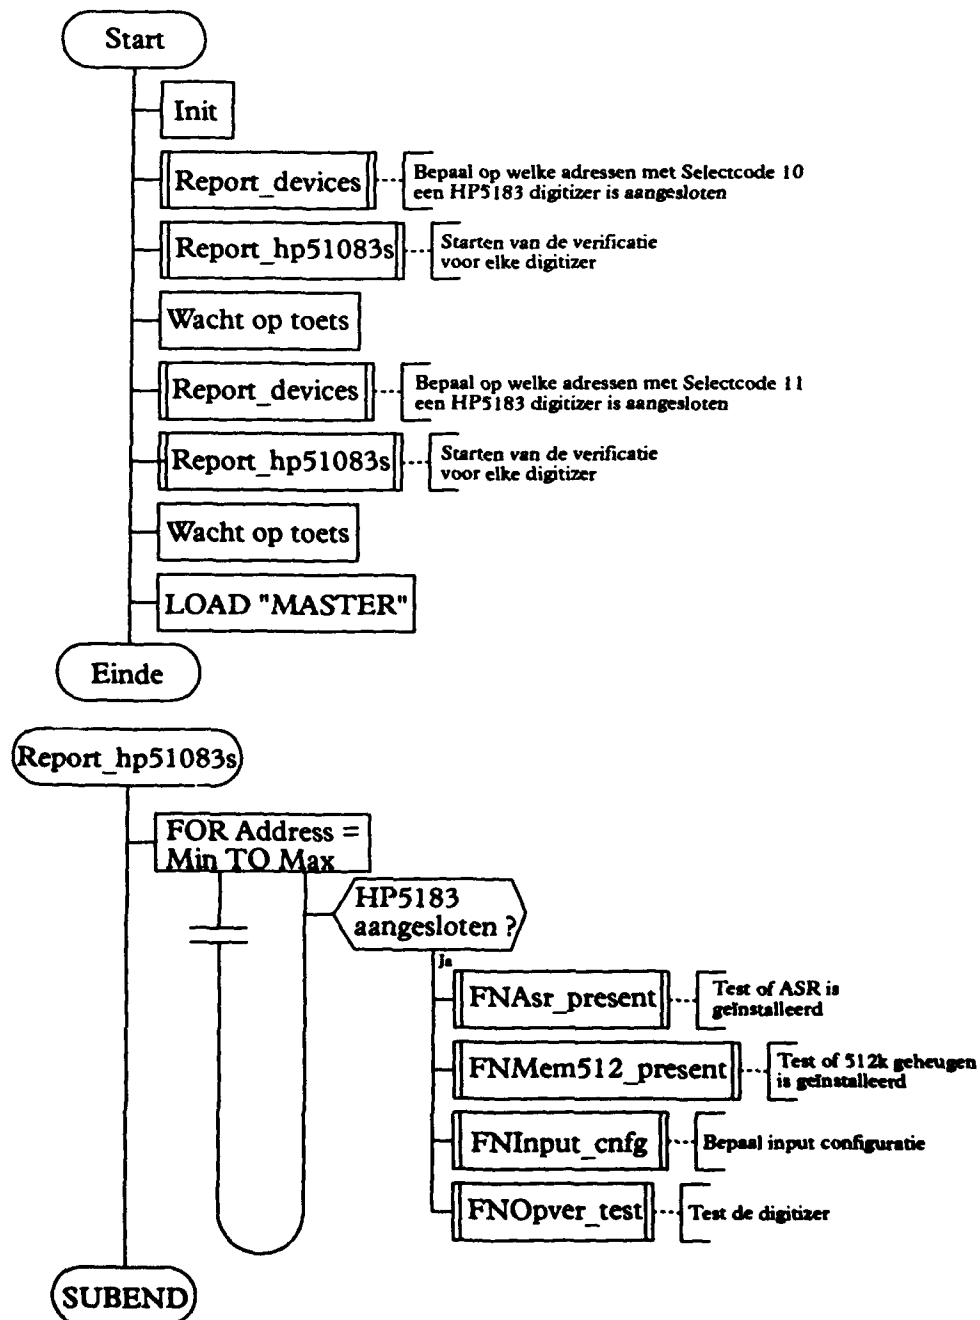 Start
Init
Report_devices
Bepaal op welke adressen met Selectcode 10
een HP5183 digitizer is aangesloten
Report_hp51083s
Starten van de verificatie
voor elke digitizer
Wacht op toets
Report_devices
Bepaal op welke adressen met Selectcode 11
een HP5183 digitizer is aangesloten
Report_hp51083s
Starten van de verificatie
voor elke digitizer
Wacht op toets
LOAD "MASTER"
Einde
Report_hp51083s
FOR Address =
Min TO Max
HP5183
aangesloten ?
Ja
FNAsr_present
Test of ASR is
geïnstalleerd
FNMem512_present
Test of 512k geheugen
is geïnstalleerd
FNInput_cnfg
Bepaal input configuratie
FNOpver_test
Test de digitizer
SUBEND